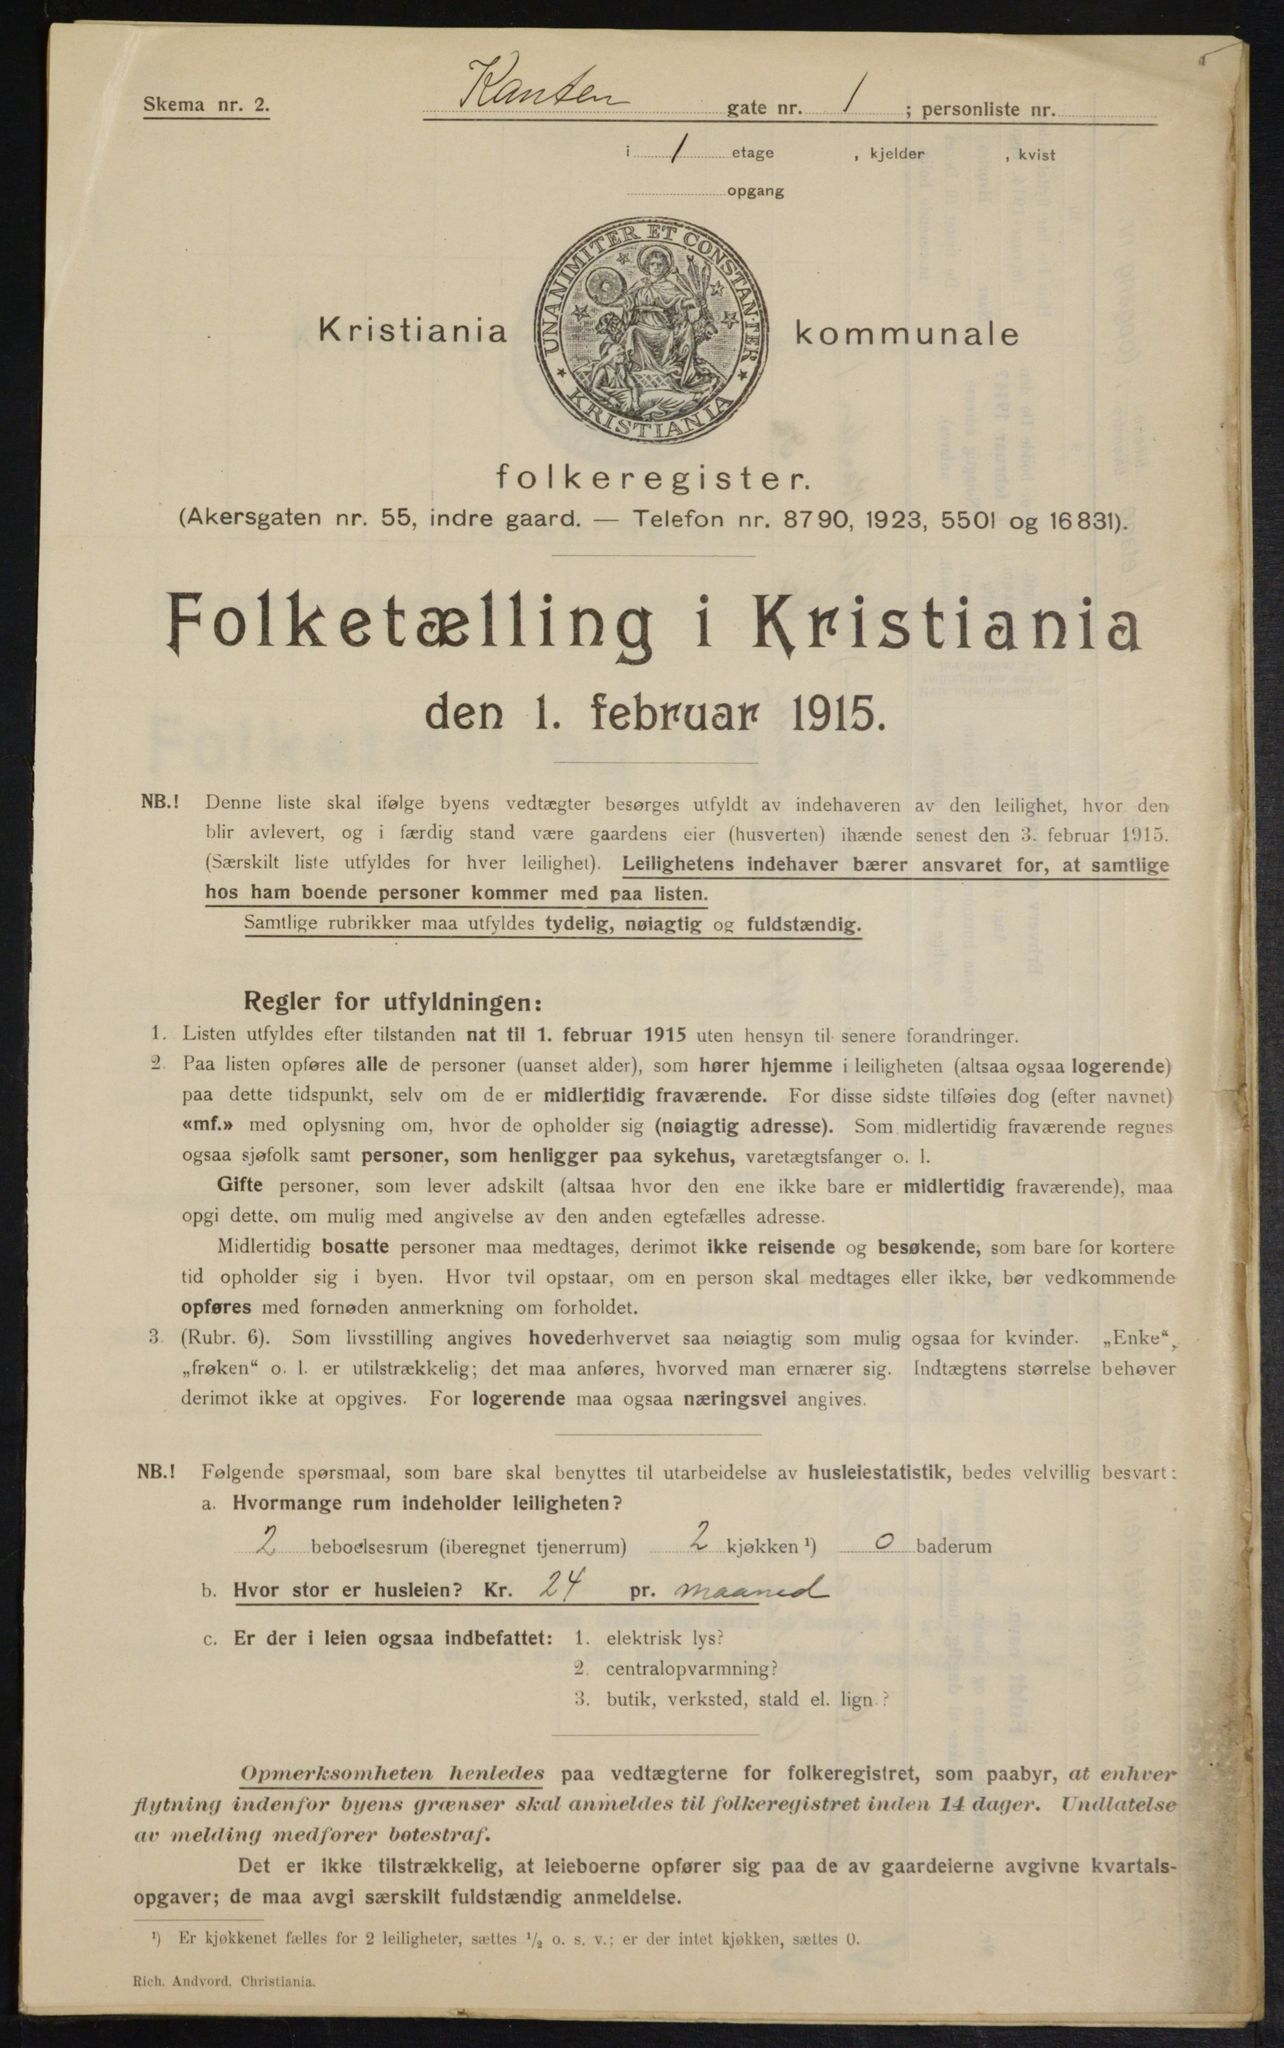 Skema nr. 2.
Kanten gate nr. 1 ; personliste nr.
i 1 etage , kjelder , kvist
opgang
UNANIMITER ET CONSTANTER
KRISTIANIA
Kristiania kommunale
folkeregister.
(Akersgaten nr. 55, indre gaard. — Telefon nr. 8790, 1923, 5501 og 16831).
Folketælling i Kristiania
den 1. februar 1915.
NB.! Denne liste skal ifølge byens vedtægter besørges utfyldt av indehaveren av den leilighet, hvor den
blir avlevert, og i færdig stand være gaardens eier (husverten) ihænde senest den 3. februar 1915.
(Særskilt liste utfyldes for hver leilighet). Leilighetens indehaver bærer ansvaret for, at samtlige
hos ham boende personer kommer med paa listen.
Samtlige rubrikker maa utfyldes tydelig, nøiagtig og fuldstændig.
Regler for utfyldningen:
1. Listen utfyldes efter tilstanden nat til 1. februar 1915 uten hensyn til senere forandringer.
2. Paa listen opføres alle de personer (uanset alder), som hører hjemme i leiligheten (altsaa ogsaa logerende)
paa dette tidspunkt, selv om de er midlertidig fraværende. For disse sidste tilføies dog (efter navnet)
«mf.» med oplysning om, hvor de opholder sig (nøiagtig adresse). Som midlertidig fraværende regnes
ogsaa sjøfolk samt personer, som henligger paa sykehus, varetægtsfanger o. l.
Gifte personer, som lever adskilt (altsaa hvor den ene ikke bare er midlertidig fraværende), maa
opgi dette, om mulig med angivelse av den anden egtefælles adresse.
Midlertidig bosatte personer maa medtages, derimot ikke reisende og besøkende, som bare for kortere
tid opholder sig i byen. Hvor tvil opstaar, om en person skal medtages eller ikke, bør vedkommende
opføres med fornøden anmerkning om forholdet.
3. (Rubr. 6). Som livsstilling angives hovederhvervet saa nøiagtig som mulig ogsaa for kvinder. „Enke“,
„frøken“ o. l. er utilstrækkelig; det maa anføres, hvorved man ernærer sig. Indtægtens størrelse behøver
derimot ikke at opgives. For logerende maa ogsaa næringsvei angives.
NB.! Følgende spørsmaal, som bare skal benyttes til utarbeidelse av husleiestatistik, bedes velvillig besvart:
a. Hvormange rum indeholder leiligheten?
2 beboelsesrum (iberegnet tjenerrum) 2 kjøkken ¹) 0 baderum
b. Hvor stor er husleien? Kr. 24 pr. maaned
c. Er der i leien ogsaa indbefattet: 1. elektrisk lys?
2. centralopvarmning?
3. butik, verksted, stald el. lign.?
Opmerksomheten henledes paa vedtægterne for folkeregistret, som paabyr, at enhver
flytning indenfor byens grænser skal anmeldes til folkeregistret inden 14 dager. Undlatelse
av melding medfører bøtestraf.
Det er ikke tilstrækkelig, at leieboerne opfører sig paa de av gaardeierne avgivne kvartals-
opgaver; de maa avgi særskilt fuldstændig anmeldelse.
¹) Er kjøkkenet fælles for 2 leiligheter, sættes ¹/₂ o. s. v.; er der intet kjøkken, sættes 0.
Rich. Andvord, Christiania.